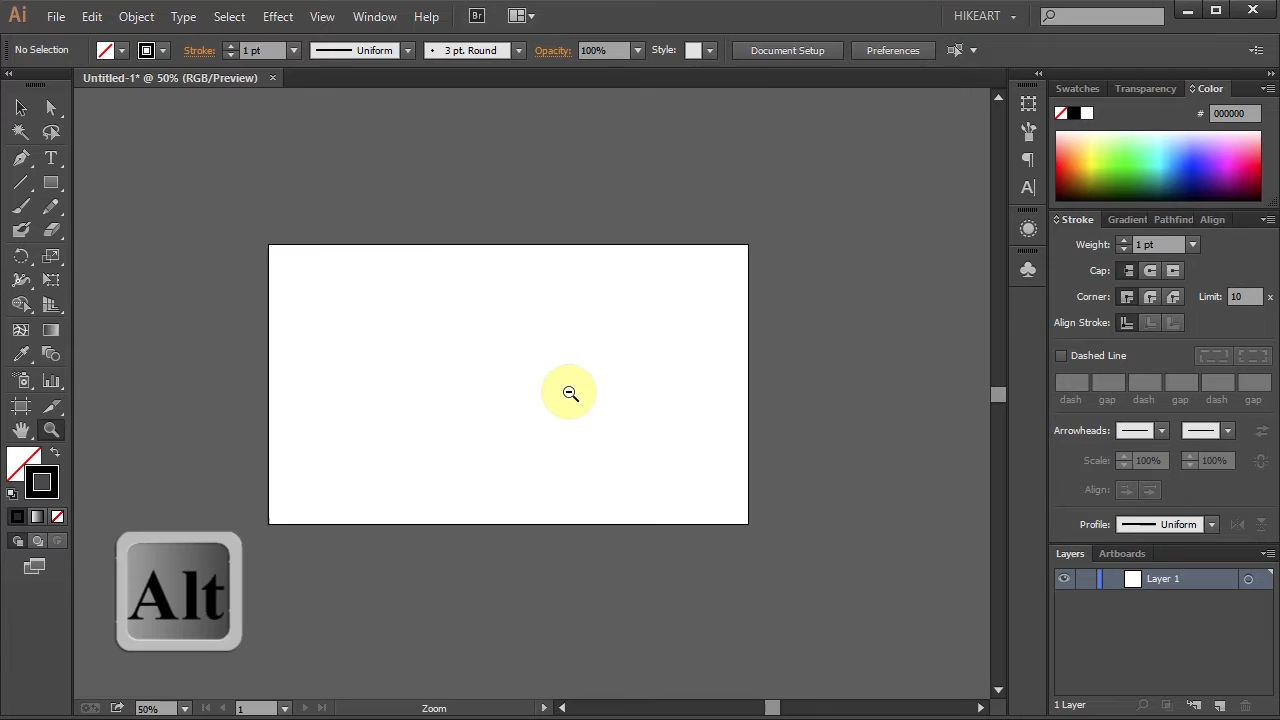 Ai File Edit Object Type Select Effect View Window Help Br HIKEART
No Selection Stroke: 1 pt Uniform 3 pt. Round Opacity: 100% Style: Document Setup Preferences
Untitled-1* @ 50% (RGB/Preview)
Swatches Transparency Color
# 000000
Stroke Gradient Pathfind Align
Weight: 1 pt
Cap:
Corner: Limit: 10 x
Align Stroke:
Dashed Line
dash gap dash gap dash gap
Arrowheads:
Scale: 100% 100%
Align:
Profile: Uniform
Layers Artboards
Layer 1
Alt
1 Layer
50% 1 Zoom